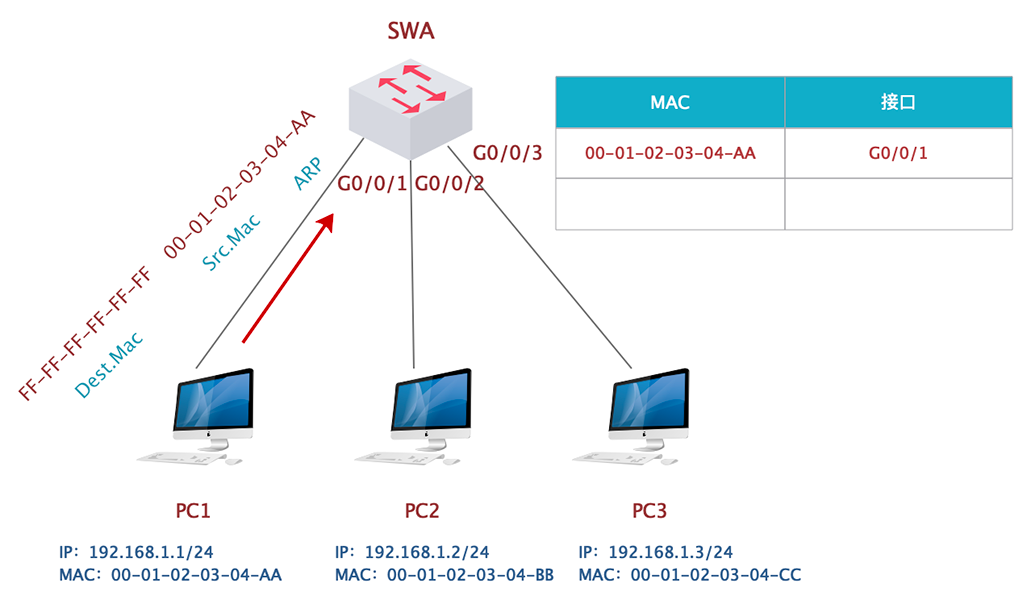 SWA
MAC
接口
00-01-02-03-04-AA
G0/0/1
FF-FF-FF-FF-FF-FF
00-01-02-03-04-AA
Dest.Mac
Src.Mac
ARP
G0/0/1
G0/0/2
G0/0/3
PC1
PC2
PC3
IP：192.168.1.1/24
MAC：00-01-02-03-04-AA
IP：192.168.1.2/24
MAC：00-01-02-03-04-BB
IP：192.168.1.3/24
MAC：00-01-02-03-04-CC